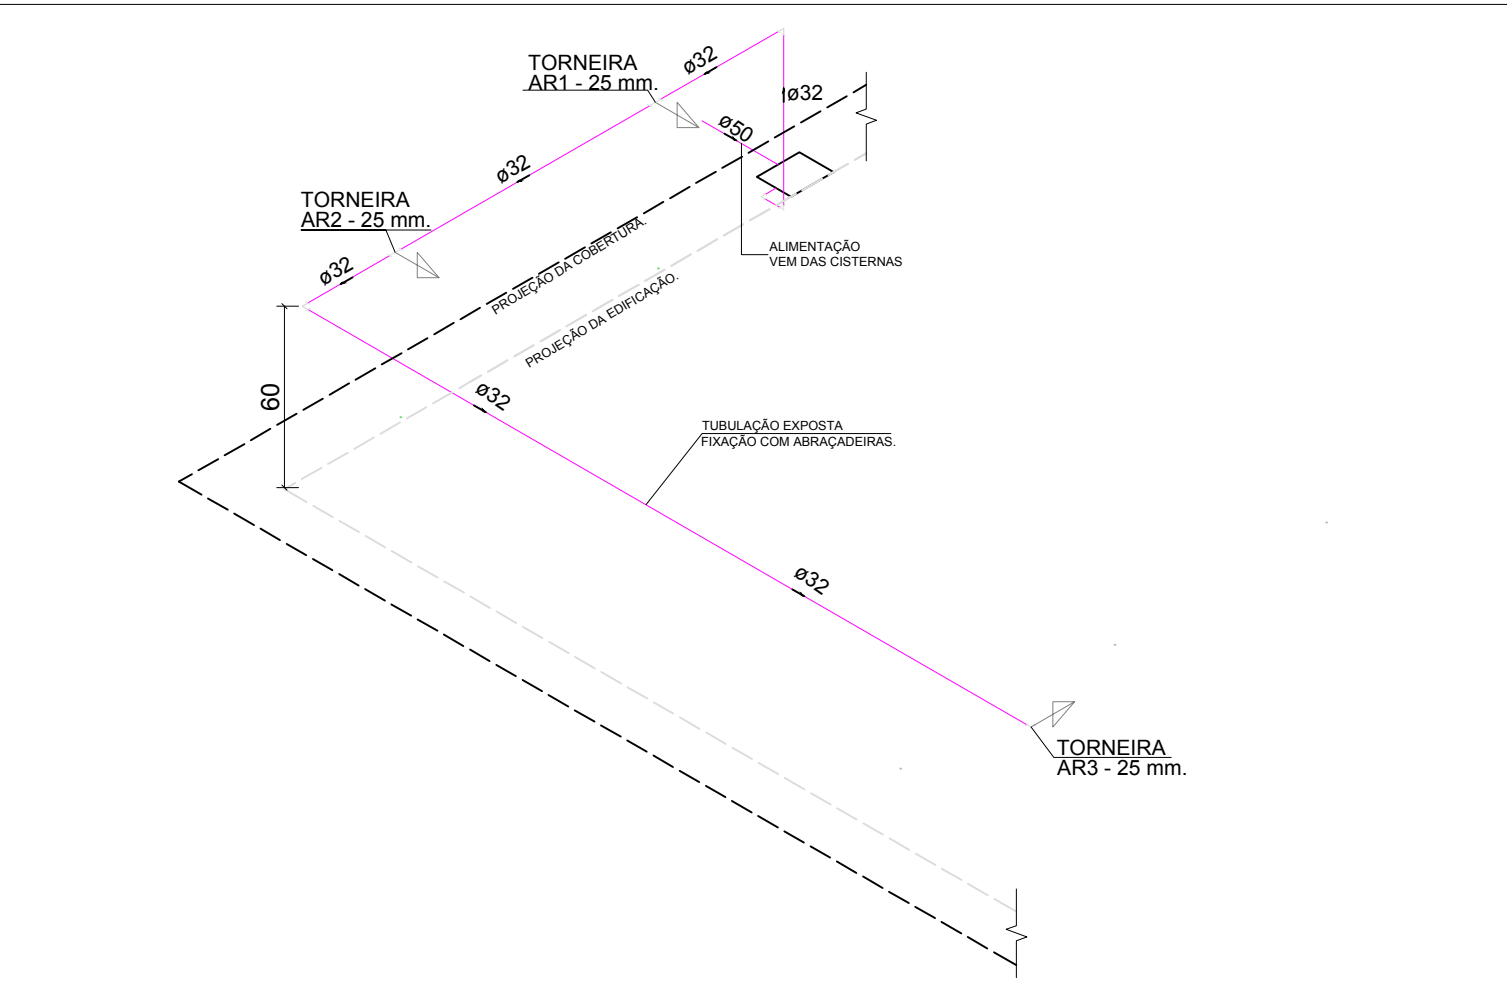 TORNEIRA
AR1 - 25 mm.
ø32
ø32
ø50
ø32
TORNEIRA
AR2 - 25 mm.
ø32
PROJEÇÃO DA COBERTURA.
ALIMENTAÇÃO
VEM DAS CISTERNAS
PROJEÇÃO DA EDIFICAÇÃO.
60
ø32
TUBULAÇÃO EXPOSTA
FIXAÇÃO COM ABRAÇADEIRAS.
ø32
TORNEIRA
AR3 - 25 mm.